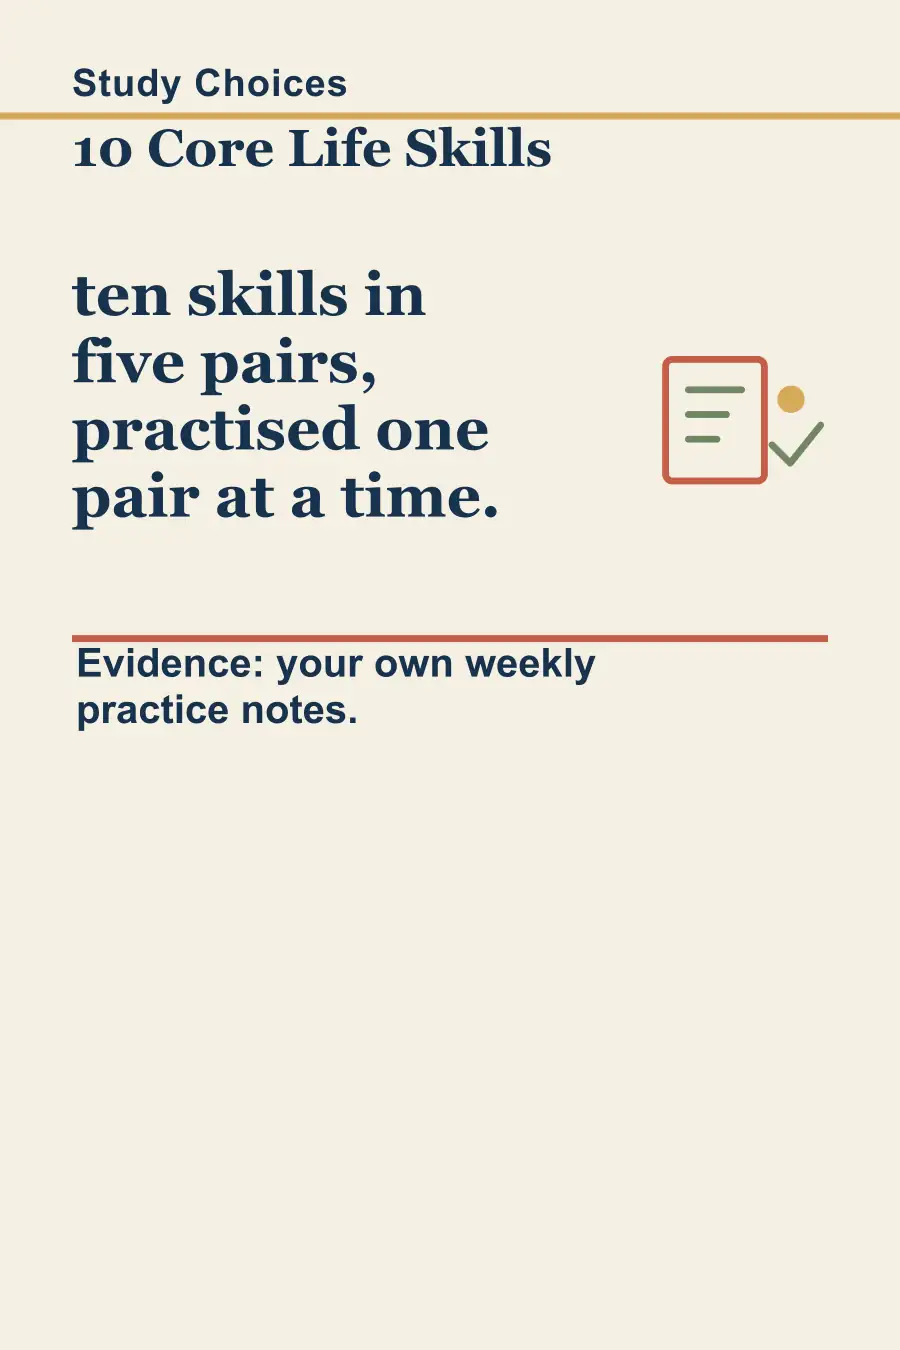 Study Choices
10 Core Life Skills
ten skills in
five pairs,
practised one
pair at a time.
Evidence: your own weekly
practice notes.